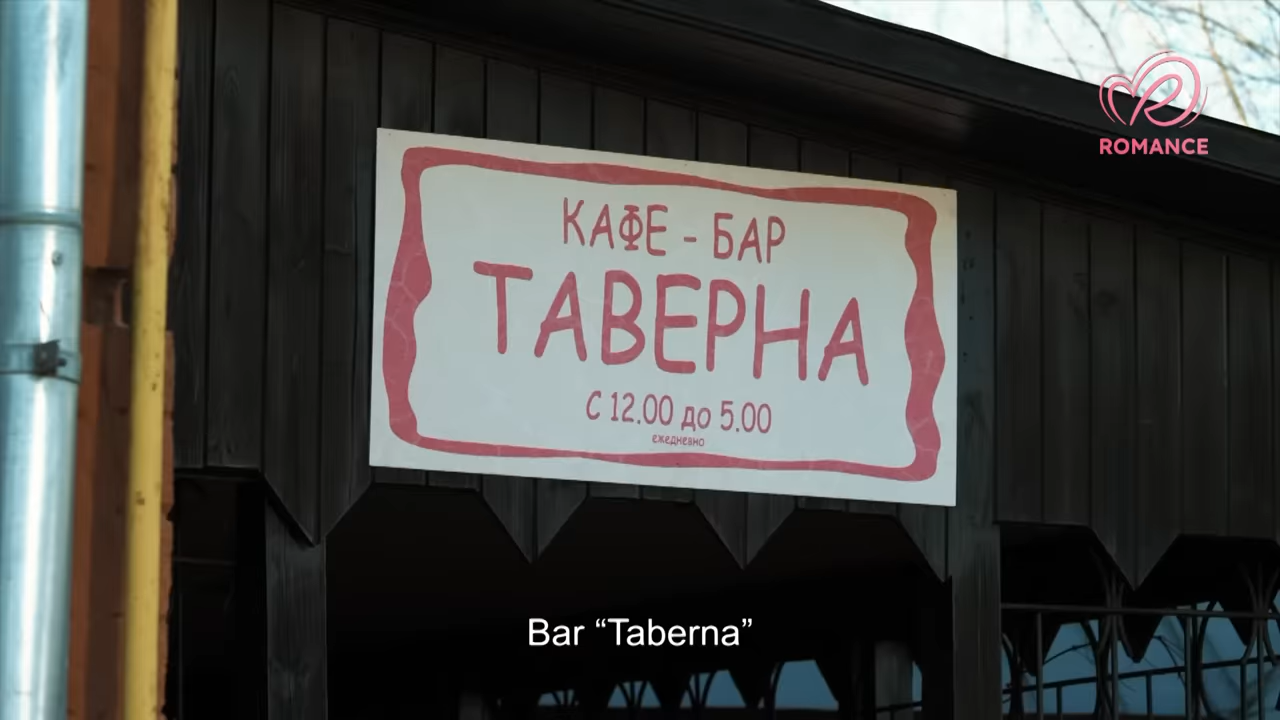 ROMANCE
КАФЕ - БАР
ТАВЕРНА
С 12.00 до 5.00
ежедневно
Bar “Taberna”